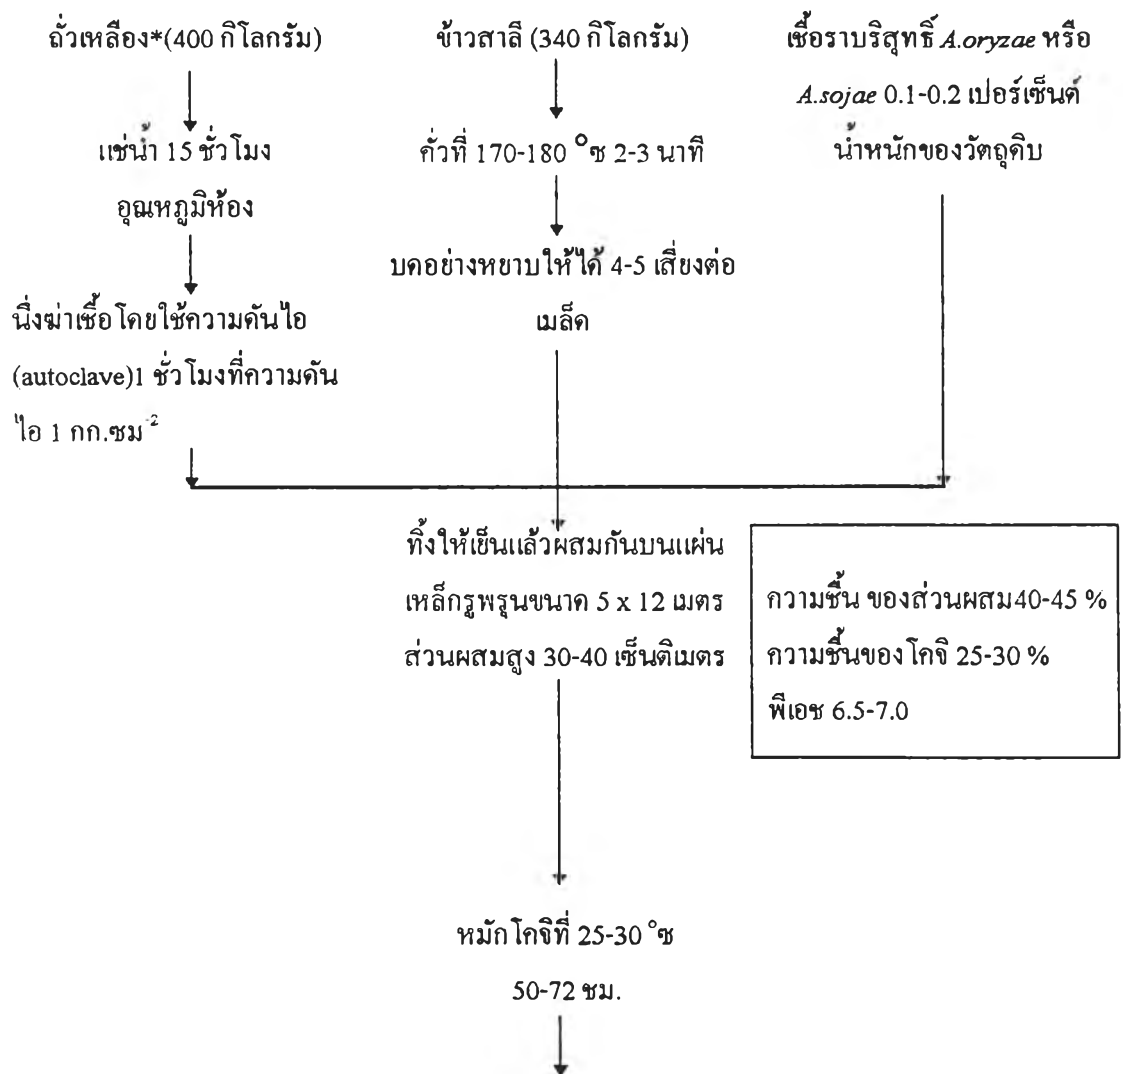 ถั่วเหลือง*(400 กิโลกรัม)
แช่น้ำ 15 ชั่วโมง
อุณหภูมิห้อง
นึ่งฆ่าเชื้อโดยใช้ความดันไอ
(autoclave)1 ชั่วโมงที่ความดัน
ไอ 1 กก.ซม⁻²
ข้าวสาลี (340 กิโลกรัม)
คั่วที่ 170-180 °ซ 2-3 นาที
บดอย่างหยาบให้ได้ 4-5 เสี่ยงต่อ
เมล็ด
เชื้อราบริสุทธิ์ A.oryzae หรือ
A.sojae 0.1-0.2 เปอร์เซ็นต์
น้ำหนักของวัตถุดิบ
ทิ้งให้เย็นแล้วผสมกันบนแผ่น
เหล็กรูพรุนขนาด 5 x 12 เมตร
ส่วนผสมสูง 30-40 เซ็นติเมตร
ความชื้น ของส่วนผสม40-45 %
ความชื้นของโคจิ 25-30 %
พีเอช 6.5-7.0
หมักโคจิที่ 25-30 °ซ
50-72 ชม.